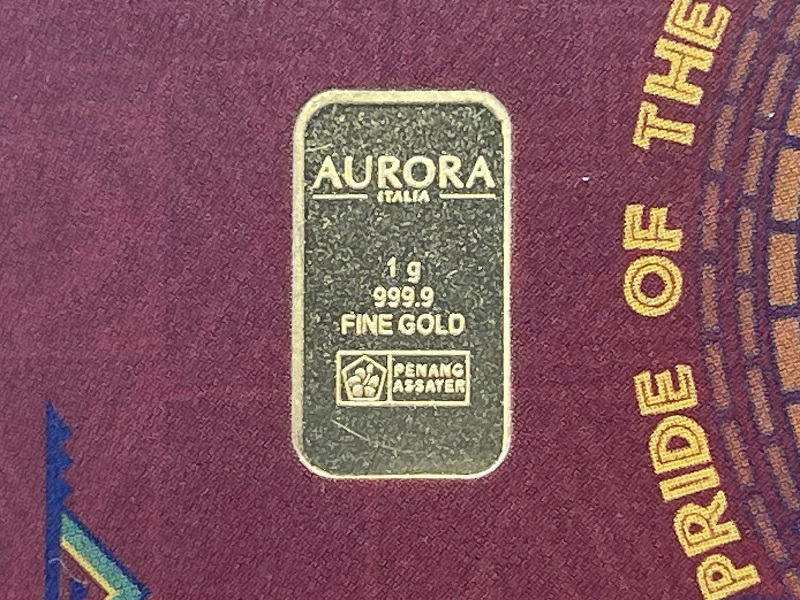 AURORA
ITALIA
1 g
999.9
FINE GOLD
PENANG
ASSAYER
PRIDE OF THE